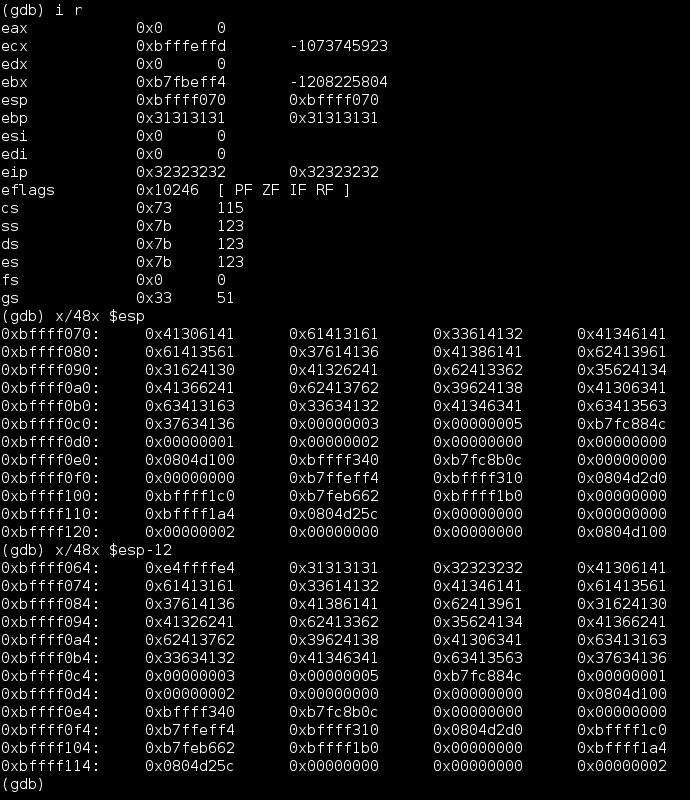 (gdb) i r
eax            0x0      0
ecx            0xbfffeffd       -1073745923
edx            0x0      0
ebx            0xb7fbeff4       -1208225804
esp            0xbffff070       0xbffff070
ebp            0x31313131       0x31313131
esi            0x0      0
edi            0x0      0
eip            0x32323232       0x32323232
eflags         0x10246  [ PF ZF IF RF ]
cs             0x73     115
ss             0x7b     123
ds             0x7b     123
es             0x7b     123
fs             0x0      0
gs             0x33     51
(gdb) x/48x $esp
0xbffff070:     0x41306141      0x61413161      0x33614132      0x41346141
0xbffff080:     0x61413561      0x37614136      0x41386141      0x62413961
0xbffff090:     0x31624130      0x41326241      0x62413362      0x35624134
0xbffff0a0:     0x41366241      0x62413762      0x39624138      0x41306341
0xbffff0b0:     0x63413163      0x33634132      0x41346341      0x63413563
0xbffff0c0:     0x37634136      0x00000003      0x00000005      0xb7fc884c
0xbffff0d0:     0x00000001      0x00000002      0x00000000      0x00000000
0xbffff0e0:     0x0804d100      0xbffff340      0xb7fc8b0c      0x00000000
0xbffff0f0:     0x00000000      0xb7ffeff4      0xbffff310      0x0804d2d0
0xbffff100:     0xbffff1c0      0xb7feb662      0xbffff1b0      0x00000000
0xbffff110:     0xbffff1a4      0x0804d25c      0x00000000      0x00000000
0xbffff120:     0x00000002      0x00000000      0x00000000      0x0804d100
(gdb) x/48x $esp-12
0xbffff064:     0xe4ffffe4      0x31313131      0x32323232      0x41306141
0xbffff074:     0x61413161      0x33614132      0x41346141      0x61413561
0xbffff084:     0x37614136      0x41386141      0x62413961      0x31624130
0xbffff094:     0x41326241      0x62413362      0x35624134      0x41366241
0xbffff0a4:     0x62413762      0x39624138      0x41306341      0x63413163
0xbffff0b4:     0x33634132      0x41346341      0x63413563      0x37634136
0xbffff0c4:     0x00000003      0x00000005      0xb7fc884c      0x00000001
0xbffff0d4:     0x00000002      0x00000000      0x00000000      0x0804d100
0xbffff0e4:     0xbffff340      0xb7fc8b0c      0x00000000      0x00000000
0xbffff0f4:     0xb7ffeff4      0xbffff310      0x0804d2d0      0xbffff1c0
0xbffff104:     0xb7feb662      0xbffff1b0      0x00000000      0xbffff1a4
0xbffff114:     0x0804d25c      0x00000000      0x00000000      0x00000002
(gdb)